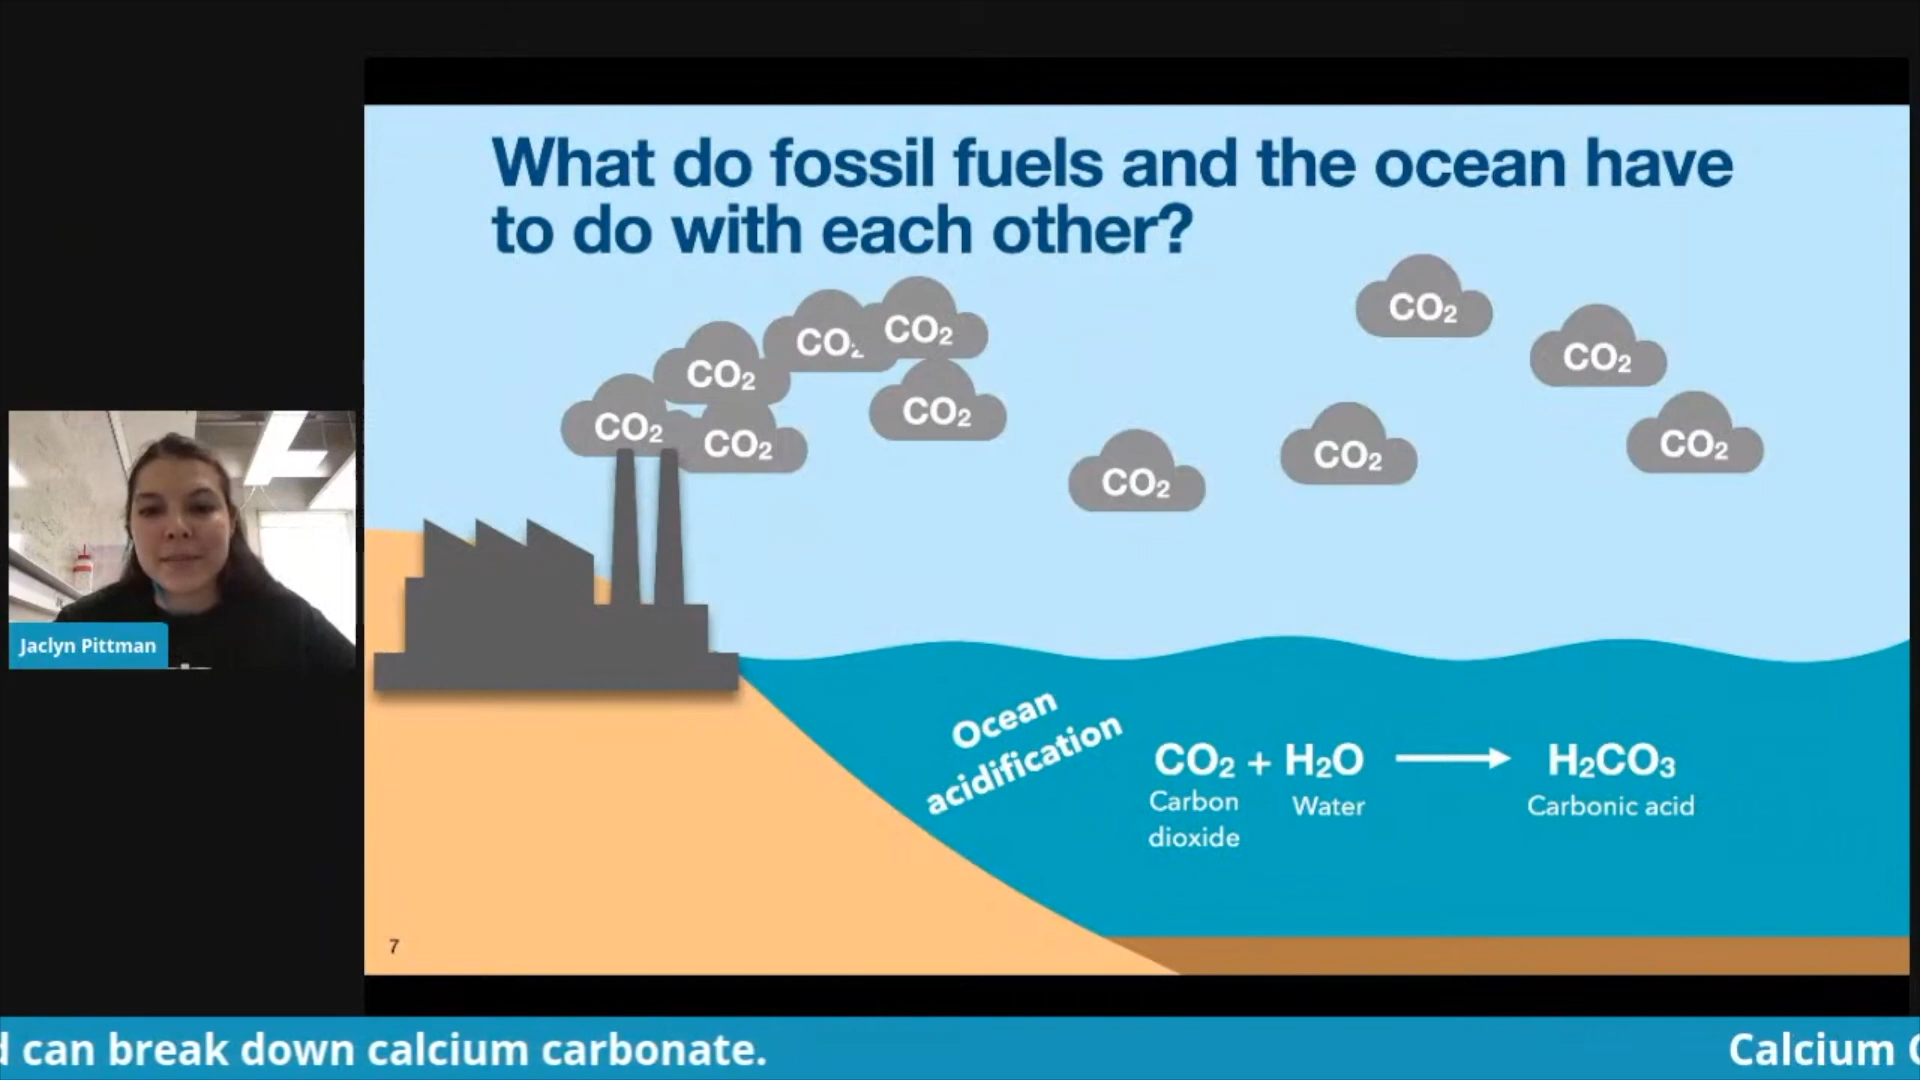 What do fossil fuels and the ocean have
to do with each other?
CO₂
CO₂
CO₂
CO₂
CO₂
CO₂
CO₂
CO₂
CO₂
CO₂
CO₂
Jaclyn Pittman
Ocean
acidification
CO₂ + H₂O H₂CO₃
Carbon
dioxide
Water
Carbonic acid
7
can break down calcium carbonate.
Calcium